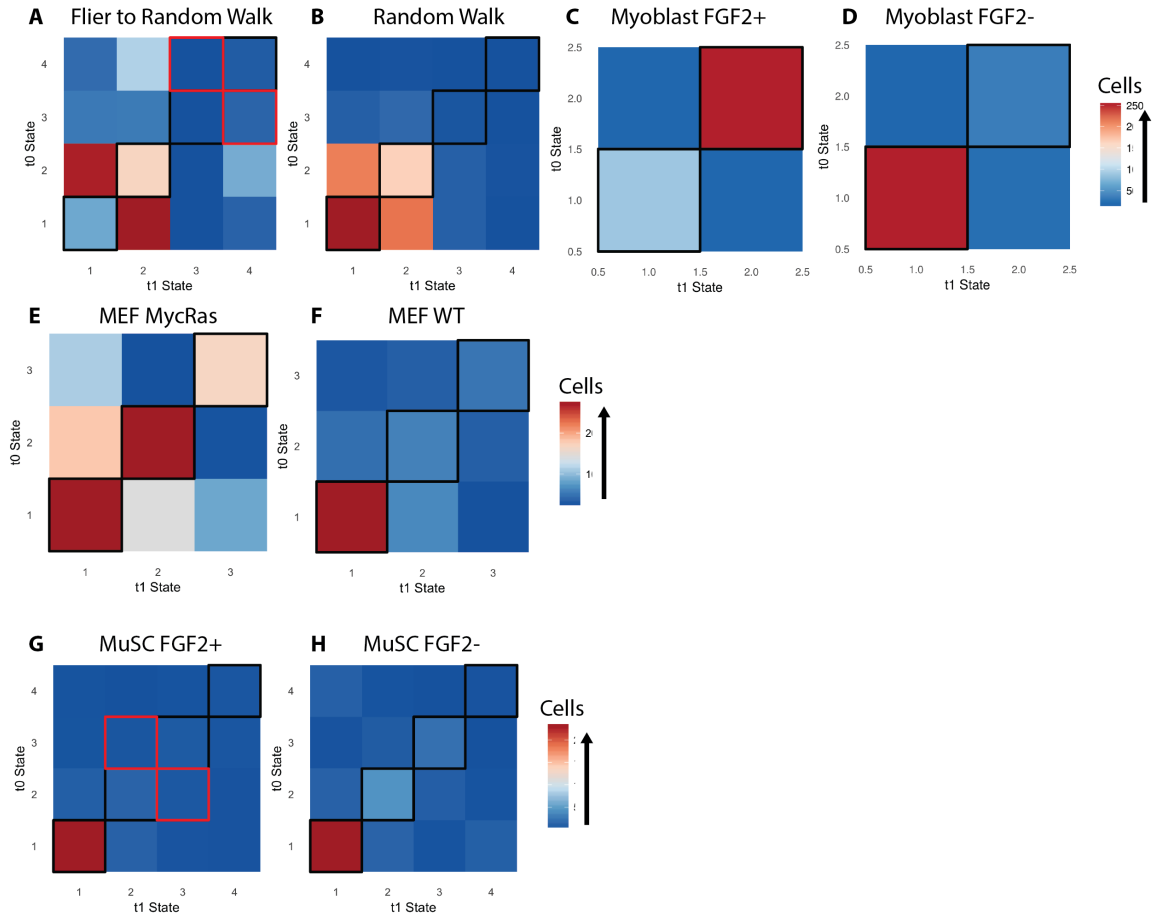 A Flier to Random Walk
B Random Walk
C Myoblast FGF2+
D Myoblast FGF2-
t0 State
4
3
2
1
1 2 3 4
t1 State
4
3
2
1
1 2 3 4
t1 State
t0 State
2.5
2.0
1.5
1.0
0.5
0.5 1.0 1.5 2.0 2.5
t1 State
t0 State
2.5
2.0
1.5
1.0
0.5
0.5 1.0 1.5 2.0 2.5
t1 State
Cells
250
E MEF MycRas
F MEF WT
t0 State
3
2
1
1 2 3
t1 State
t0 State
3
2
1
1 2 3
t1 State
Cells
2
1
G MuSC FGF2+
H MuSC FGF2-
t0 State
4
3
2
1
1 2 3 4
t1 State
t0 State
4
3
2
1
1 2 3 4
t1 State
Cells